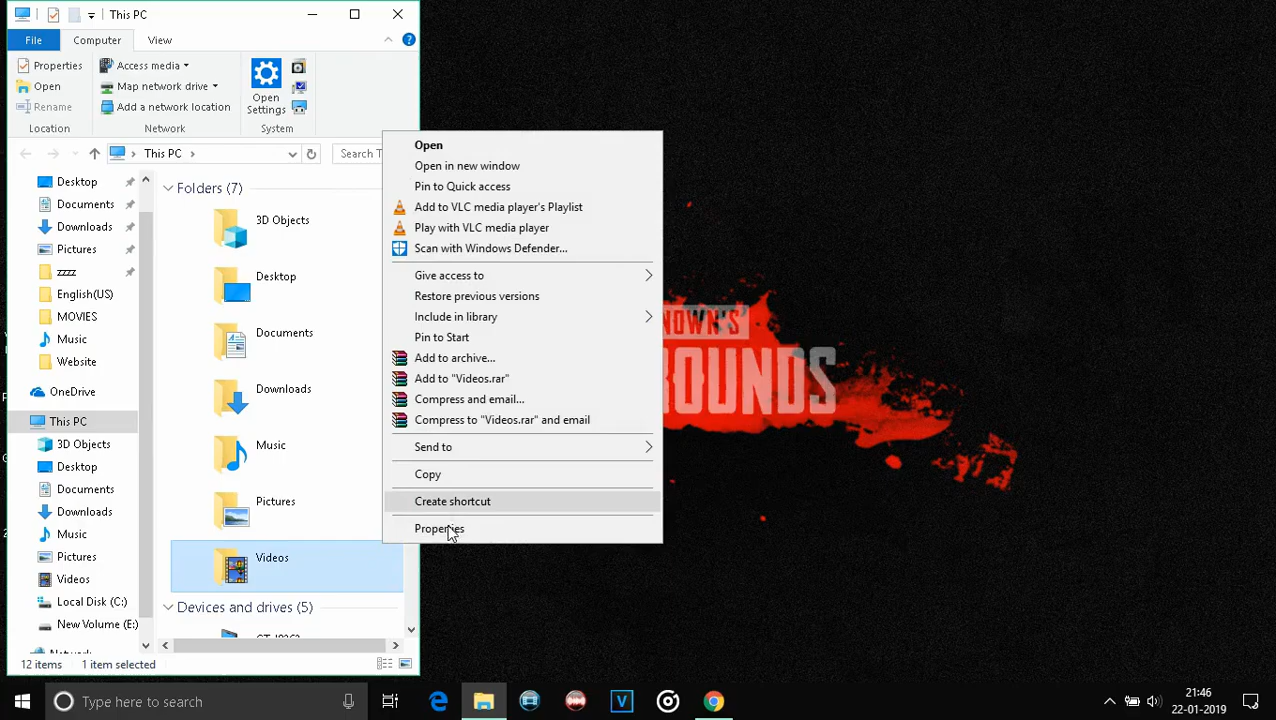 This PC
File
Computer
View
Properties
Open
Rename
Location
Access media
Map network drive
Add a network location
Network
Open
Settings
System
This PC
Search T
Desktop
Documents
Downloads
Pictures
zzzz
English(US)
MOVIES
Music
Website
OneDrive
This PC
3D Objects
Desktop
Documents
Downloads
Music
Pictures
Videos
Local Disk (C:)
New Volume (E:)
Network
Folders (7)
3D Objects
Desktop
Documents
Downloads
Music
Pictures
Videos
Devices and drives (5)
12 items
1 item selected
Open
Open in new window
Pin to Quick access
Add to VLC media player's Playlist
Play with VLC media player
Scan with Windows Defender...
Give access to
Restore previous versions
Include in library
Pin to Start
Add to archive...
Add to "Videos.rar"
Compress and email...
Compress to "Videos.rar" and email
Send to
Copy
Create shortcut
Properties
NOWN'S
ROUNDS
Type here to search
21:46
22-01-2019